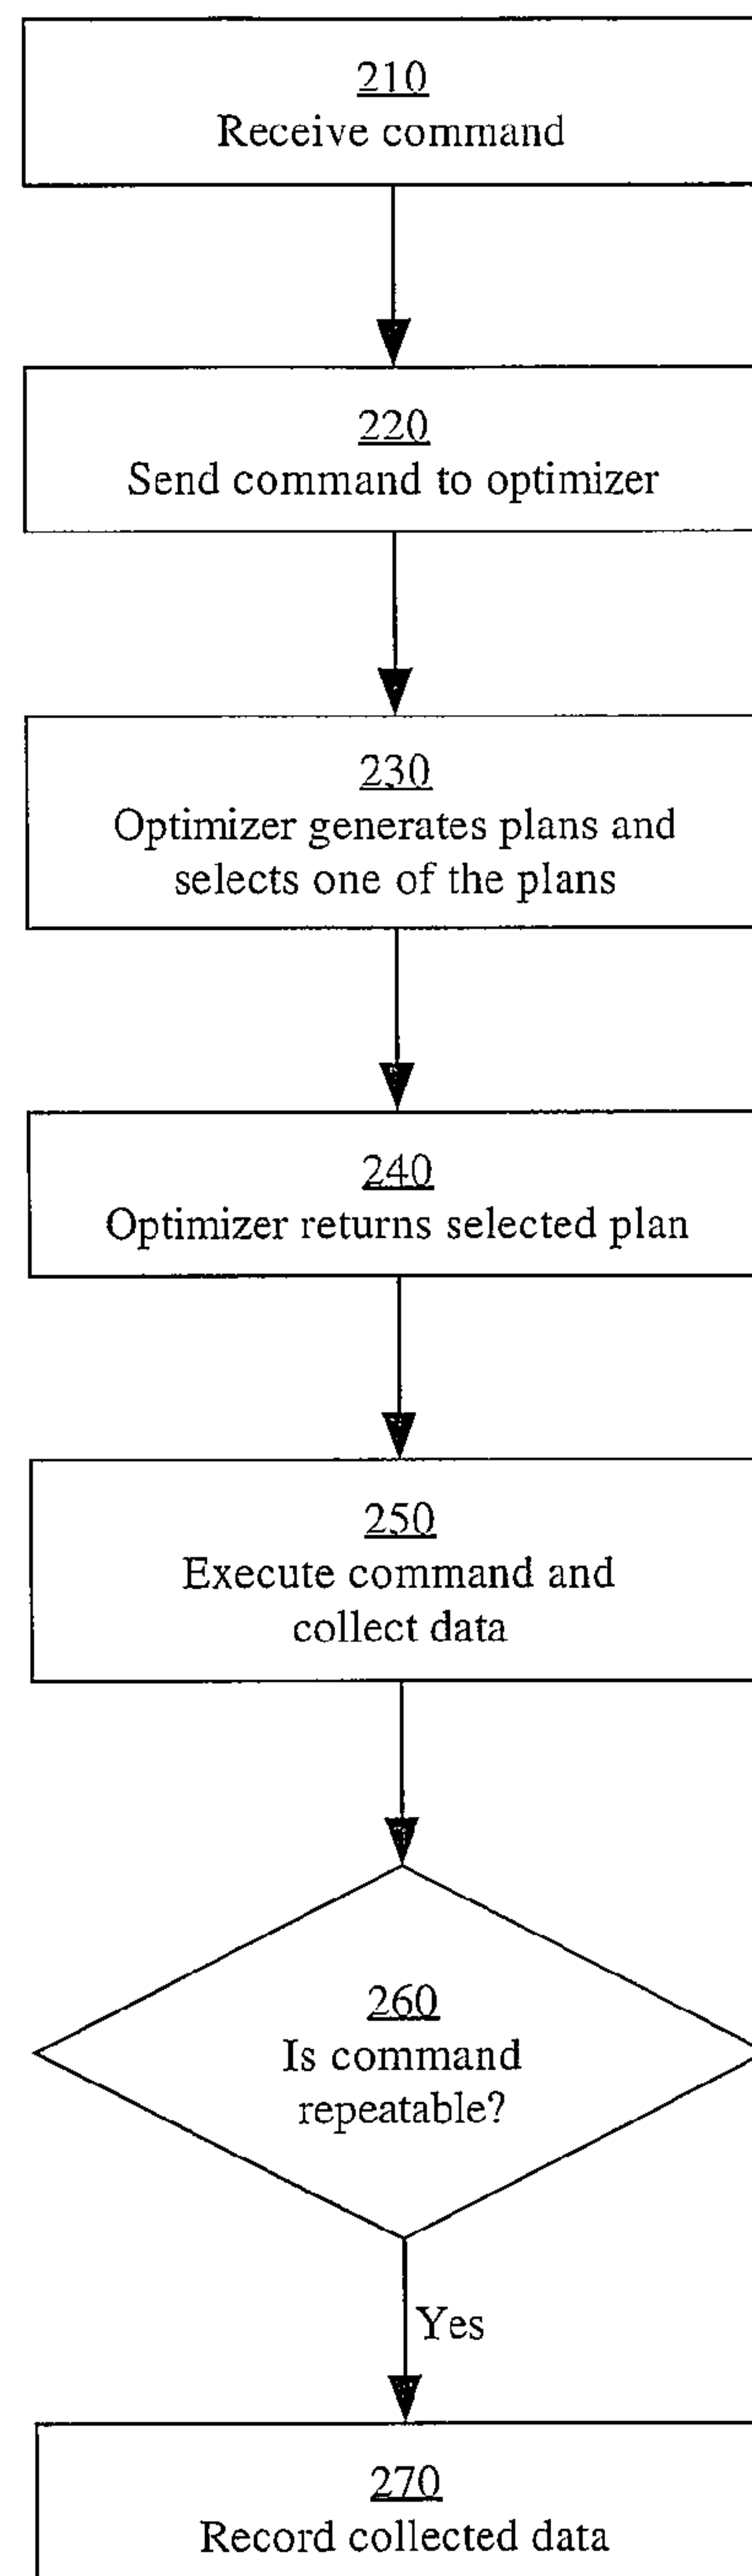 210
Receive command
220
Send command to optimizer
230
Optimizer generates plans and
selects one of the plans
240
Optimizer returns selected plan
250
Execute command and
collect data
260
Is command
repeatable?
Yes
270
Record collected data